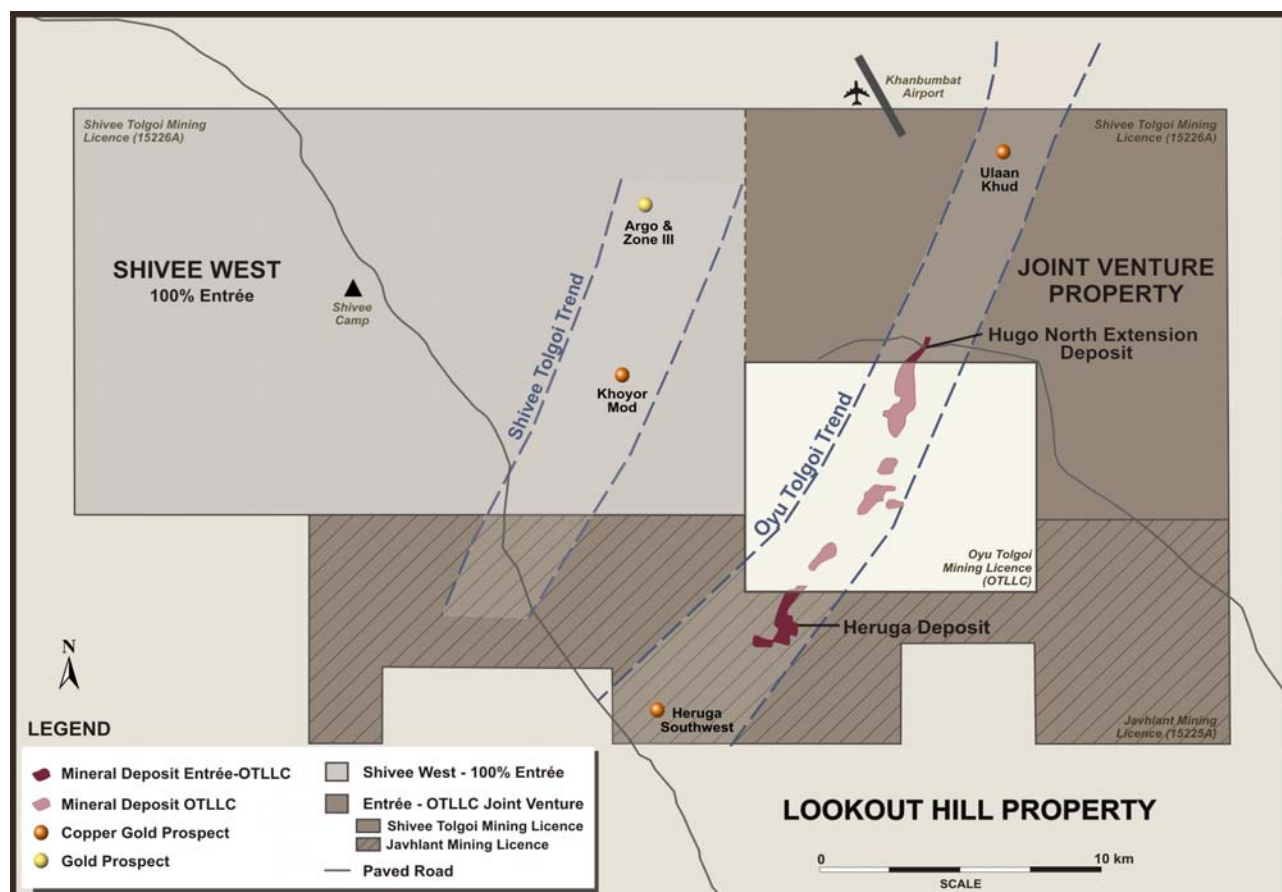 Khanbumbat
Airport
Shivee Tolgoi Mining
Licence (15226A)
Shivee Tolgoi Mining
Licence (15226A)
Ulaan
Khud
Argo &
Zone III
SHIVEE WEST
100% Entrée
JOINT VENTURE
PROPERTY
Shivee
Camp
Shivee Tolgoi Trend
Hugo North Extension
Deposit
Khoyor
Mod
Oyu Tolgoi Trend
Oyu Tolgoi
Mining Licence
(OTLLC)
Heruga Deposit
N
Heruga
Southwest
Javhlant Mining
Licence (15225A)
LEGEND
Mineral Deposit Entrée-OTLLC
Mineral Deposit OTLLC
Copper Gold Prospect
Gold Prospect
Shivee West - 100% Entrée
Entrée - OTLLC Joint Venture
Shivee Tolgoi Mining Licence
Javhlant Mining Licence
Paved Road
LOOKOUT HILL PROPERTY
0 10 km
SCALE